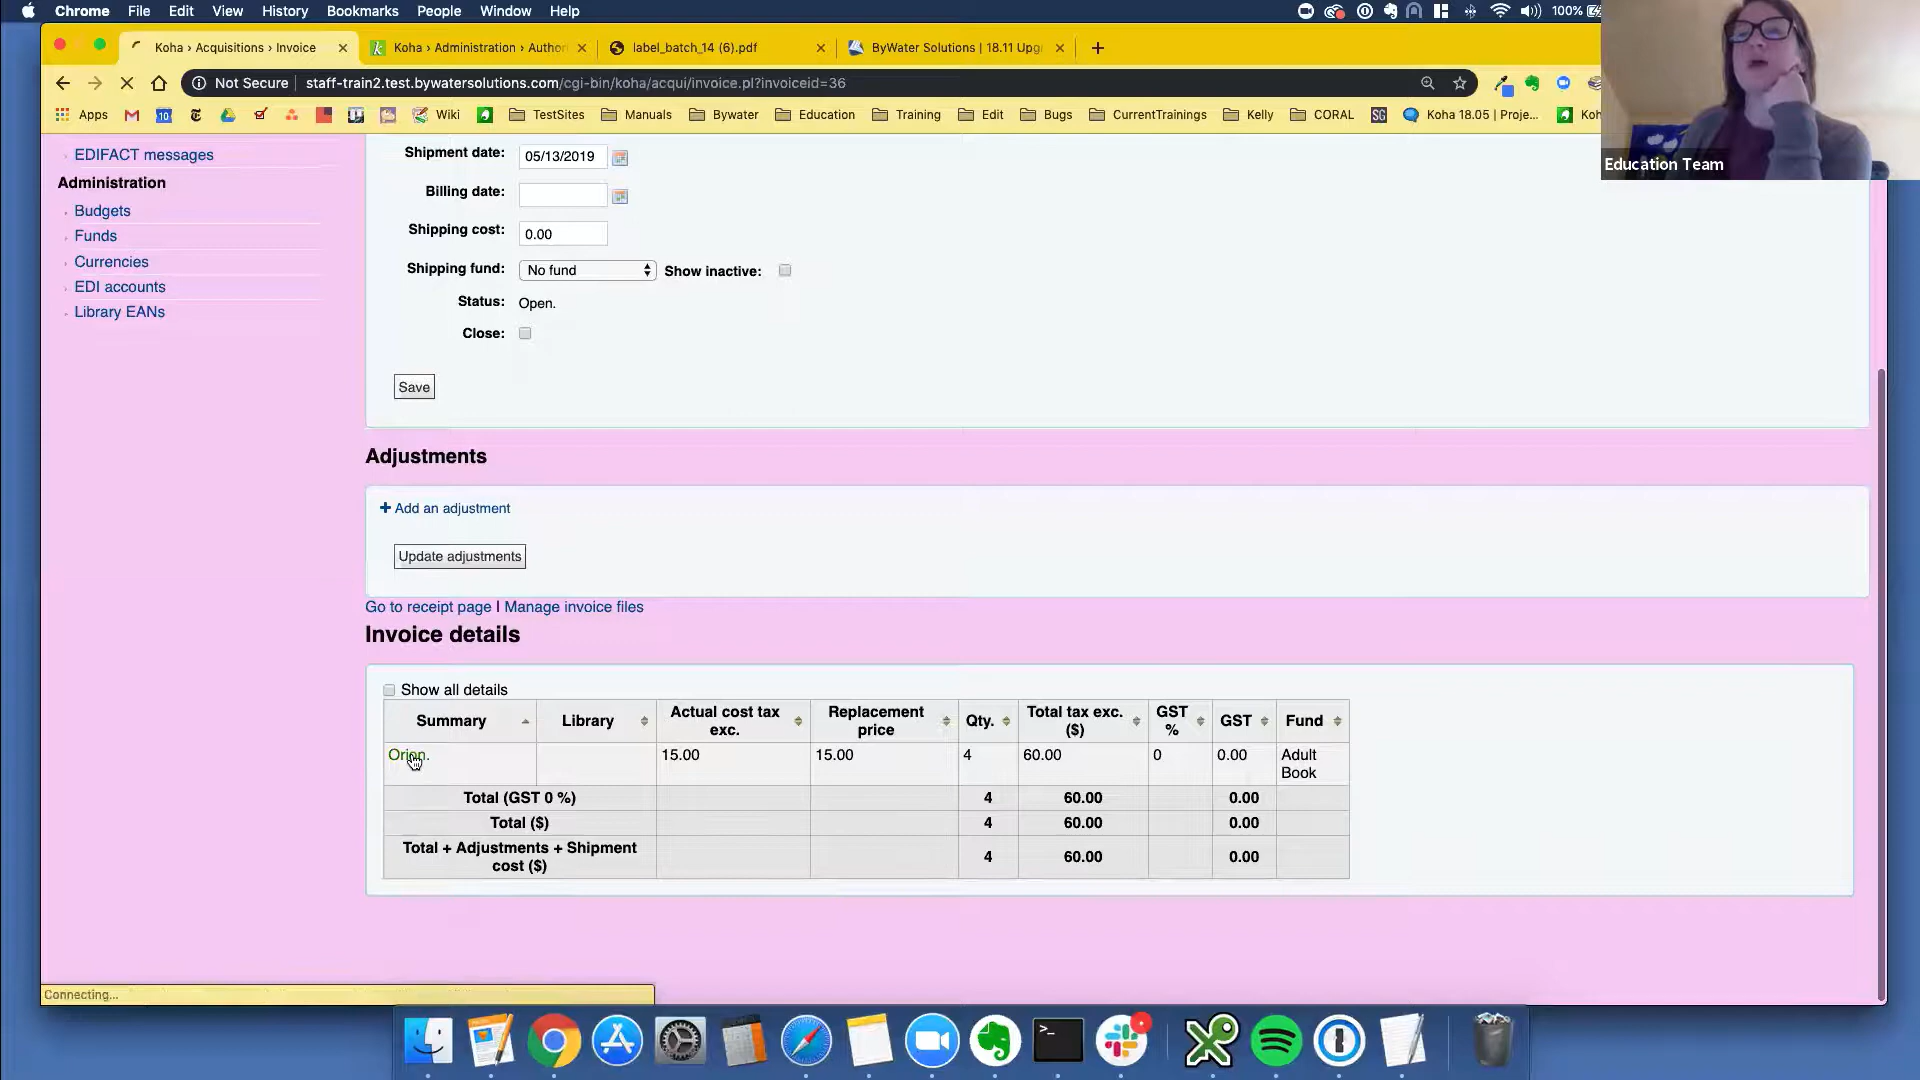 Chrome File Edit View History Bookmarks People Window Help
100%
Koha › Acquisitions › Invoice
Koha › Administration › Author
label_batch_14 (6).pdf
ByWater Solutions | 18.11 Upg
Not Secure | staff-train2.test.bywatersolutions.com/cgi-bin/koha/acqui/invoice.pl?invoiceid=36
Apps
10
Wiki
TestSites
Manuals
Bywater
Education
Training
Edit
Bugs
CurrentTrainings
Kelly
CORAL
SG
Koha 18.05 | Proje...
Education Team
EDIFACT messages
Administration
Budgets
Funds
Currencies
EDI accounts
Library EANs
Shipment date: 05/13/2019
Billing date:
Shipping cost: 0.00
Shipping fund: No fund Show inactive:
Status: Open.
Close:
Save
Adjustments
+ Add an adjustment
Update adjustments
Go to receipt page | Manage invoice files
Invoice details
Show all details
Summary Library Actual cost tax exc. Replacement price Qty. Total tax exc. ($) GST % GST Fund
Orion. 15.00 15.00 4 60.00 0 0.00 Adult Book
Total (GST 0 %) 4 60.00 0.00
Total ($) 4 60.00 0.00
Total + Adjustments + Shipment cost ($) 4 60.00 0.00
Connecting...